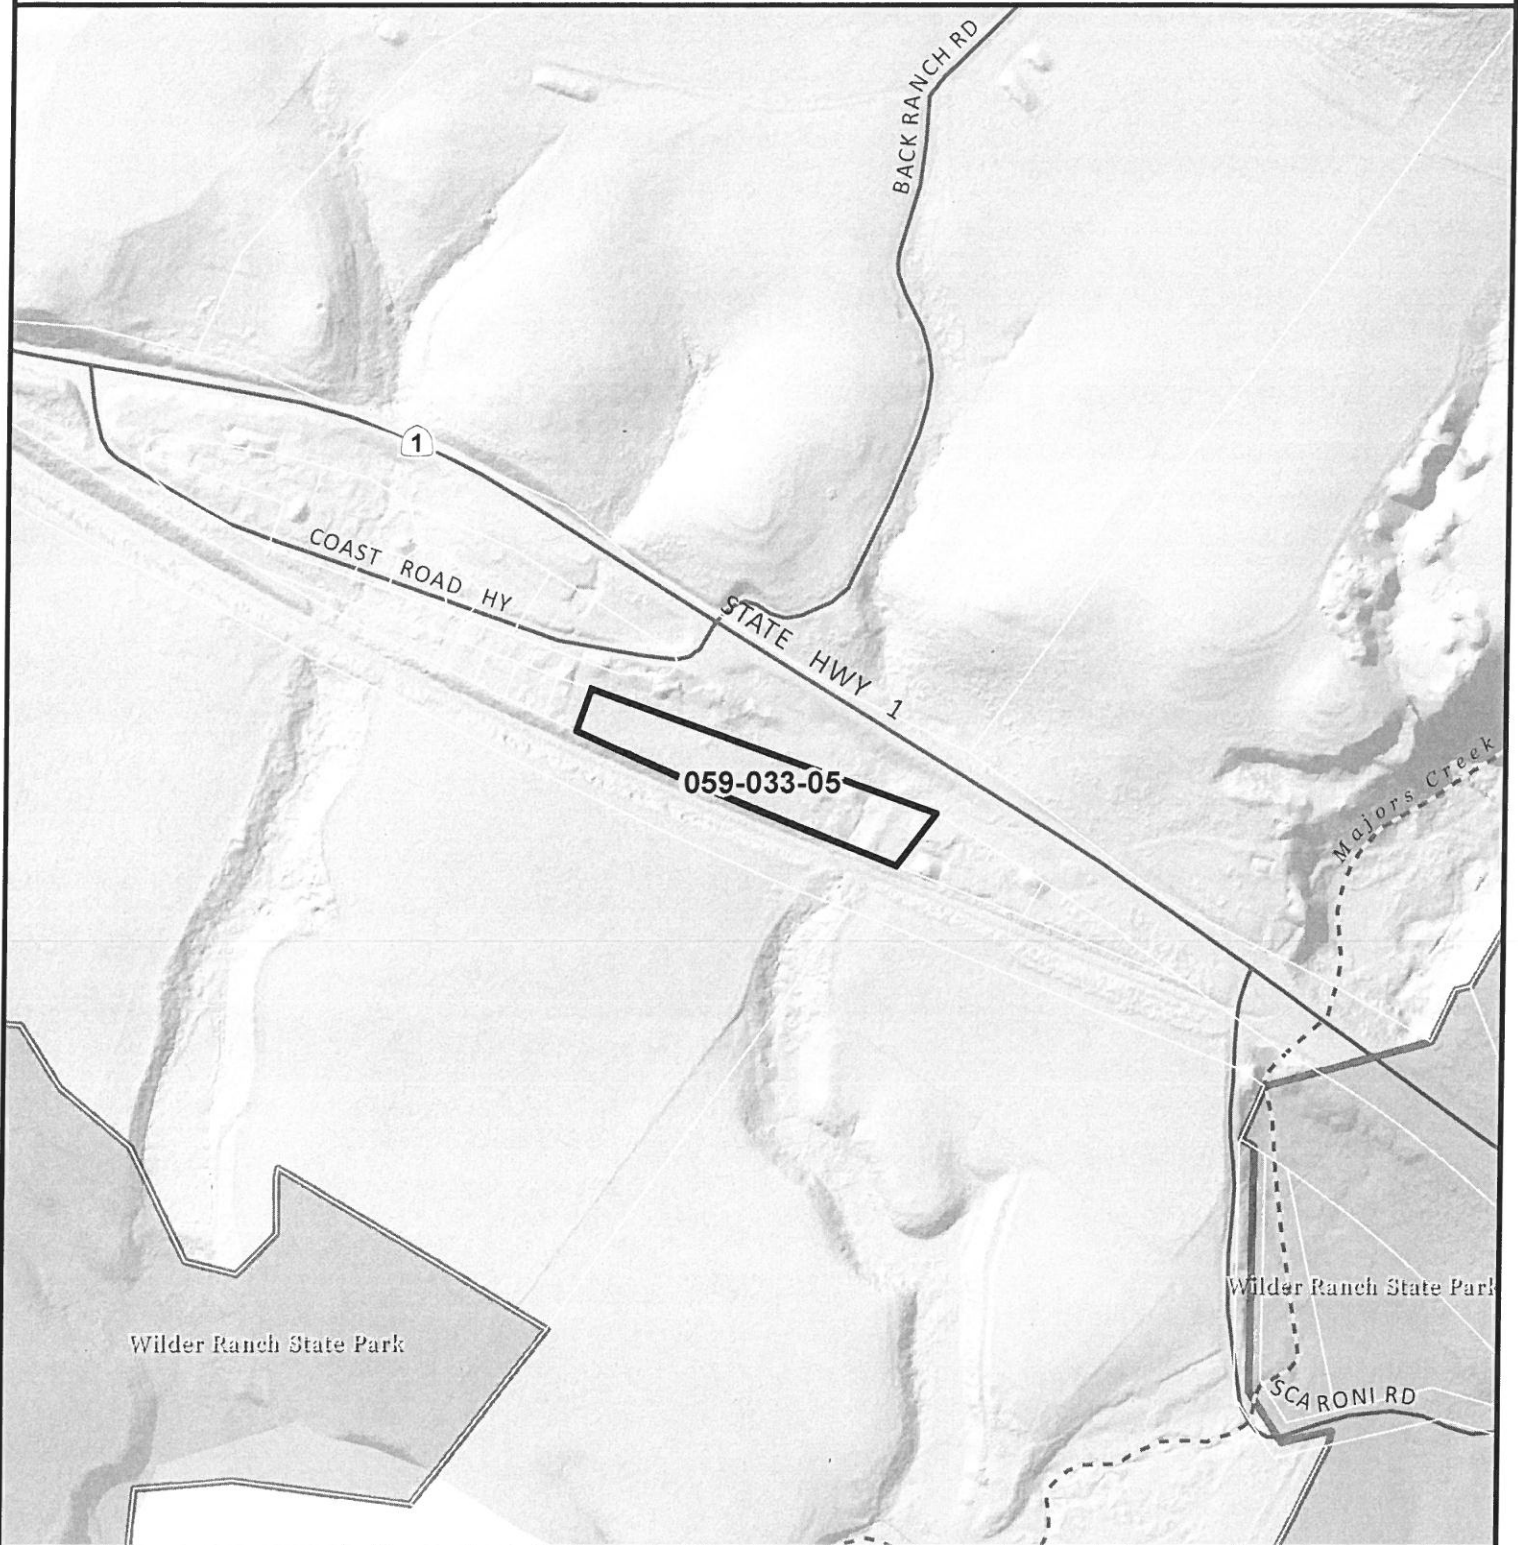 BACK RANCH RD
1
COAST ROAD HY
STATE HWY 1
059-033-05
Majors Creek
Wilder Ranch State Park
Wilder Ranch State Park
SCARONI RD